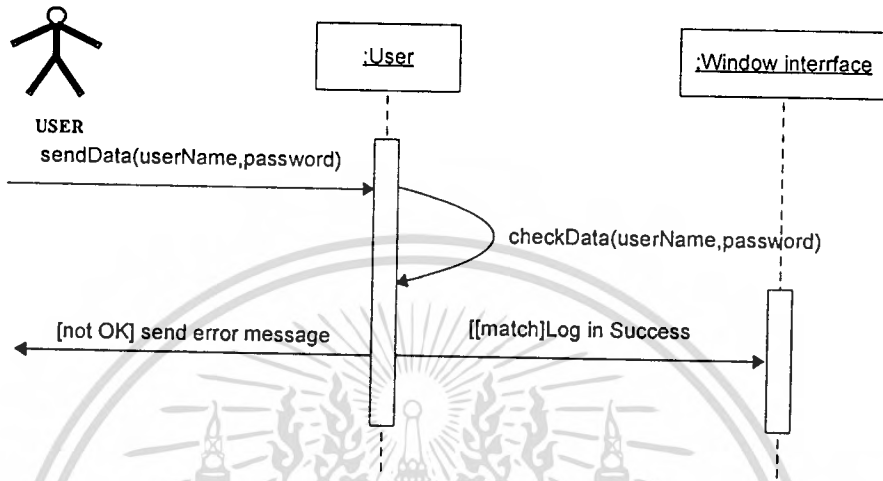 :User
:Window interrface
USER
sendData(userName,password)
checkData(userName,password)
[not OK] send error message
[[match]Log in Success